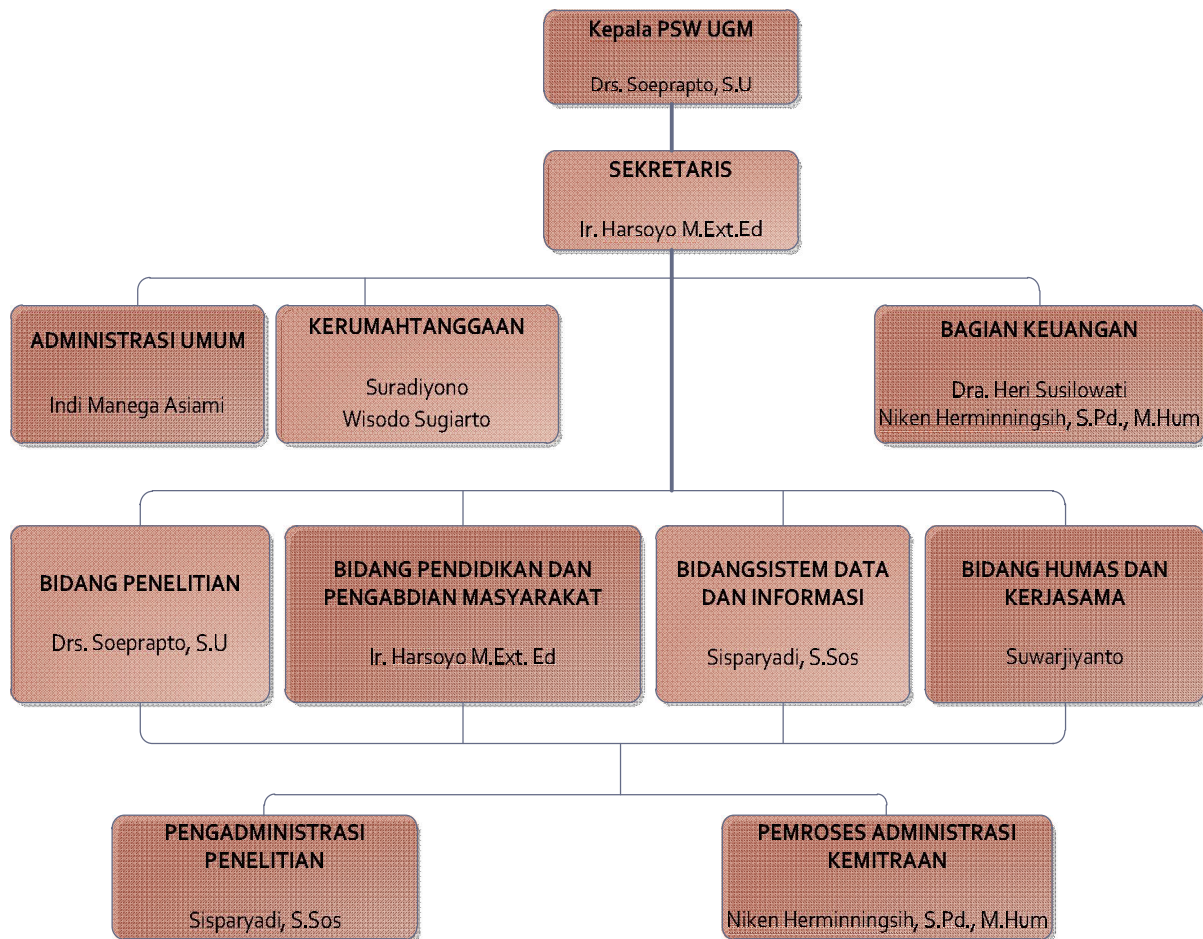 Kepala PSW UGM
Drs. Soeprapto, S.U
SEKRETARIS
Ir. Harsoyo M.Ext.Ed
ADMINISTRASI UMUM
Indi Manega Asiami
KERUMAHTANGGAAN
Suradiyono
Wisodo Sugiarto
BAGIAN KEUANGAN
Dra. Heri Susilowati
Niken Herminningsih, S.Pd., M.Hum
BIDANG PENELITIAN
Drs. Soeprapto, S.U
BIDANG PENDIDIKAN DAN
PENGABDIAN MASYARAKAT
Ir. Harsoyo M.Ext. Ed
BIDANGSISTEM DATA
DAN INFORMASI
Sisparyadi, S.Sos
BIDANG HUMAS DAN
KERJASAMA
Suwarjiyanto
PENGADMINISTRASI
PENELITIAN
Sisparyadi, S.Sos
PEMROSES ADMINISTRASI
KEMITRAAN
Niken Herminningsih, S.Pd., M.Hum